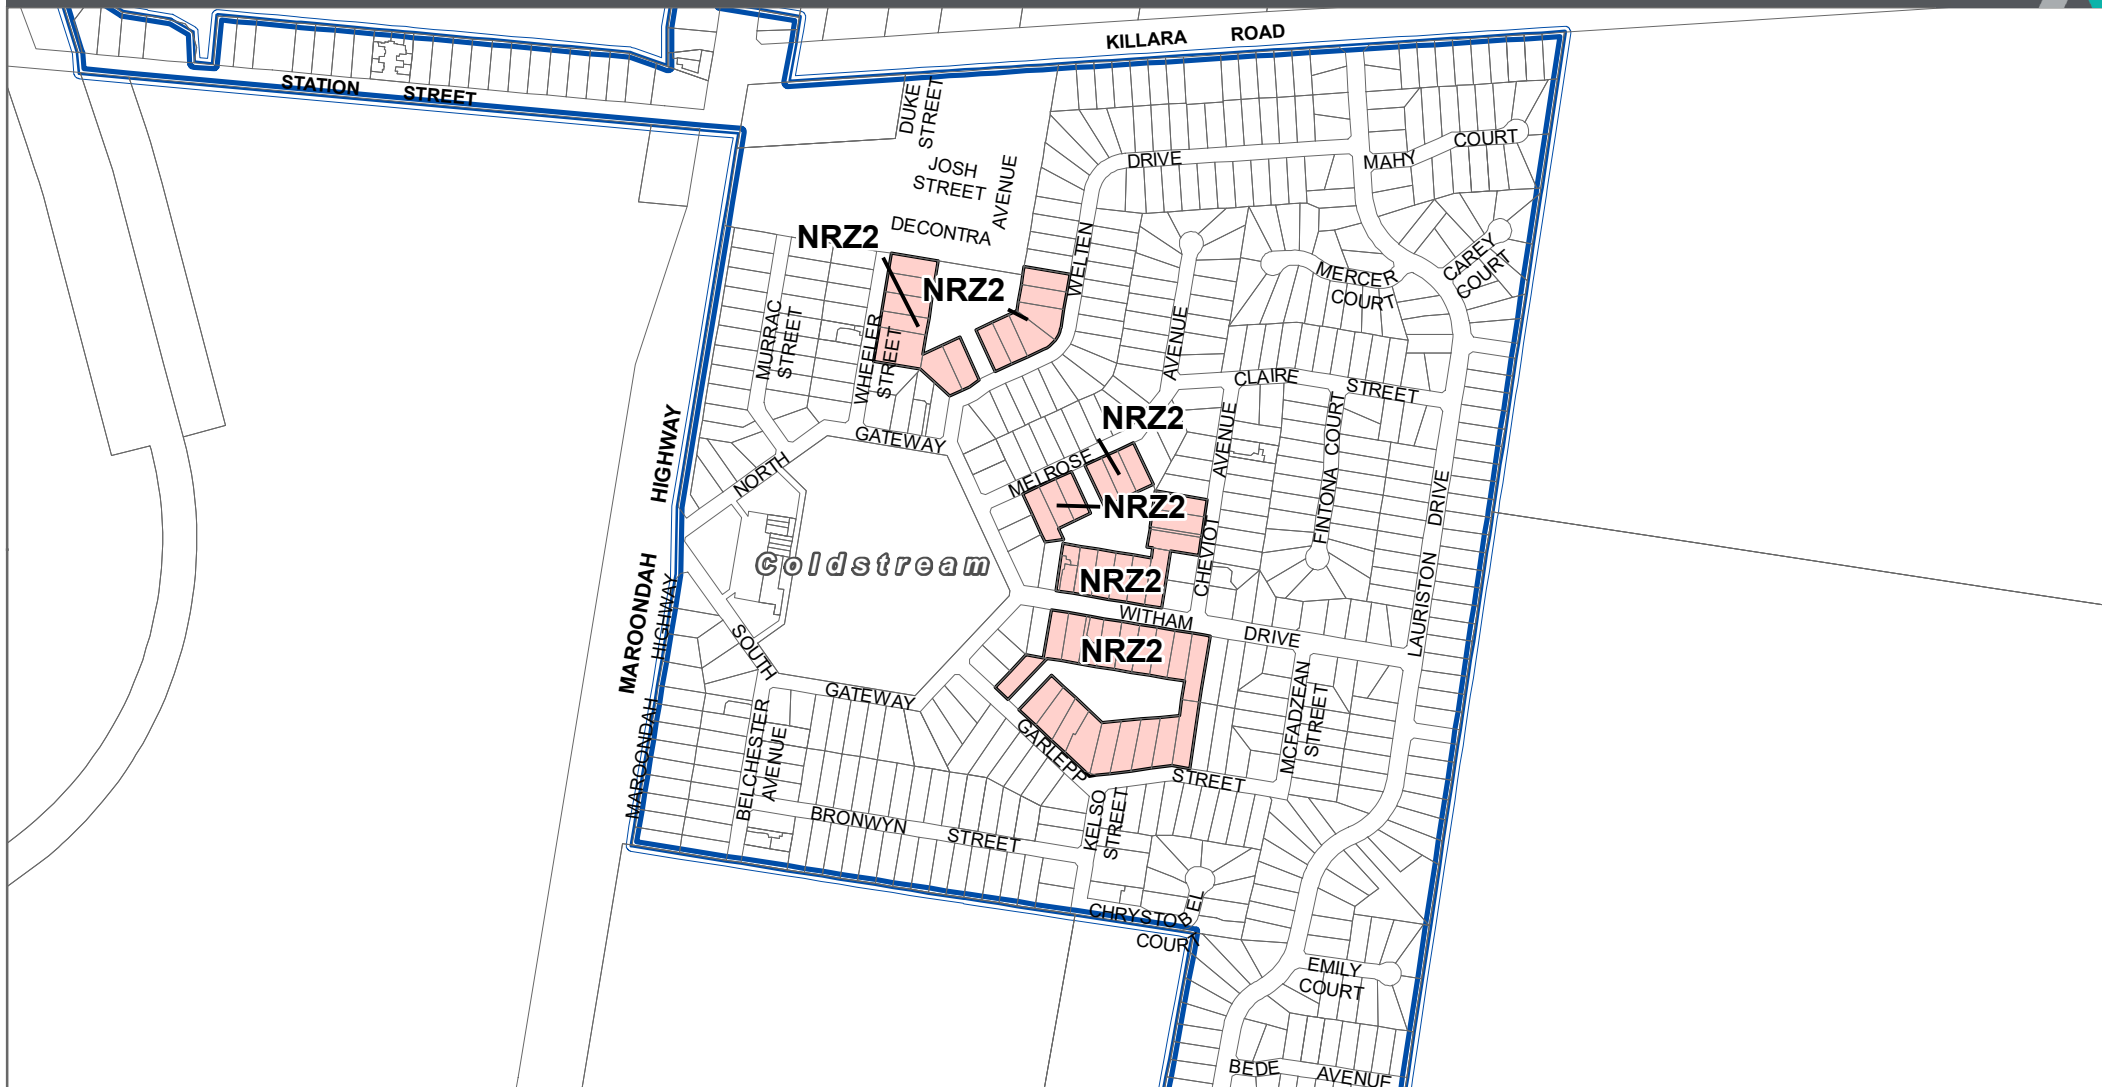 KILLARA ROAD
STATION STREET
DUKE
STREET
JOSH
STREET
DECONTRA
AVENUE
DRIVE
MAHY
COURT
WELTEN
CAREY
COURT
MERCER
COURT
NRZ2
NRZ2
MURRAC
STREET
WHEELER
STREET
AVENUE
CLAIRE STREET
NRZ2
GATEWAY
NORTH
MELROSE
AVENUE
FINTONA COURT
DRIVE
LAURISTON
MAROONDAH HIGHWAY
NRZ2
CHEVIOT
Coldstream
NRZ2
WITHAM
DRIVE
MAROONDAH
HIGHWAY
SOUTH
GATEWAY
NRZ2
MCFADZEAN
STREET
BELCHESTER
AVENUE
GARLEPP
STREET
KELSO
STREET
BRONWYN STREET
CHRYSTOBEL
COURT
EMILY
COURT
BEDE AVENUE